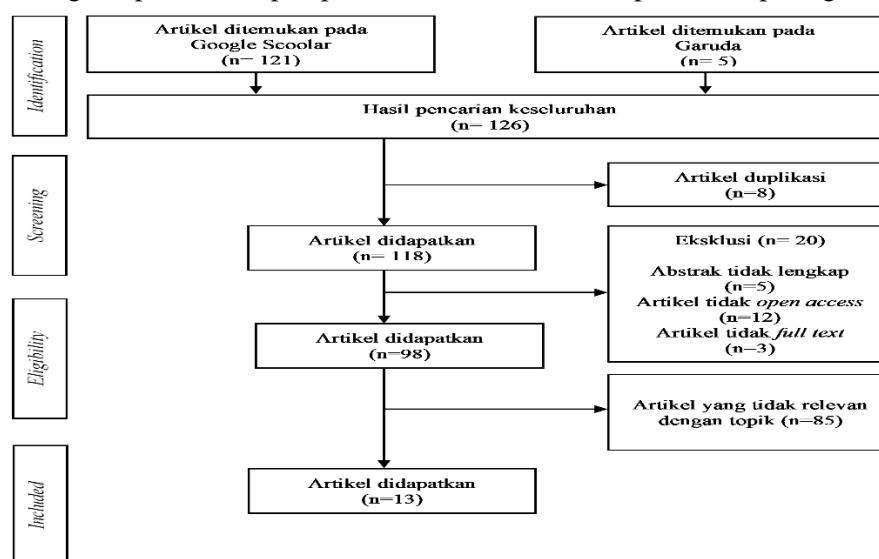 Artikel ditemukan pada
Google Scoolar
(n= 121)
Artikel ditemukan pada
Garuda
(n= 5)
Identification
Hasil pencarian keseluruhan
(n= 126)
Screening
Artikel duplikasi
(n=8)
Artikel didapatkan
(n= 118)
Eksklusi (n= 20)
Abstrak tidak lengkap
(n=5)
Artikel tidak open access
(n=12)
Artikel tidak full text
(n=3)
Eligibility
Artikel didapatkan
(n=98)
Artikel yang tidak relevan
dengan topik (n=85)
Included
Artikel didapatkan
(n=13)